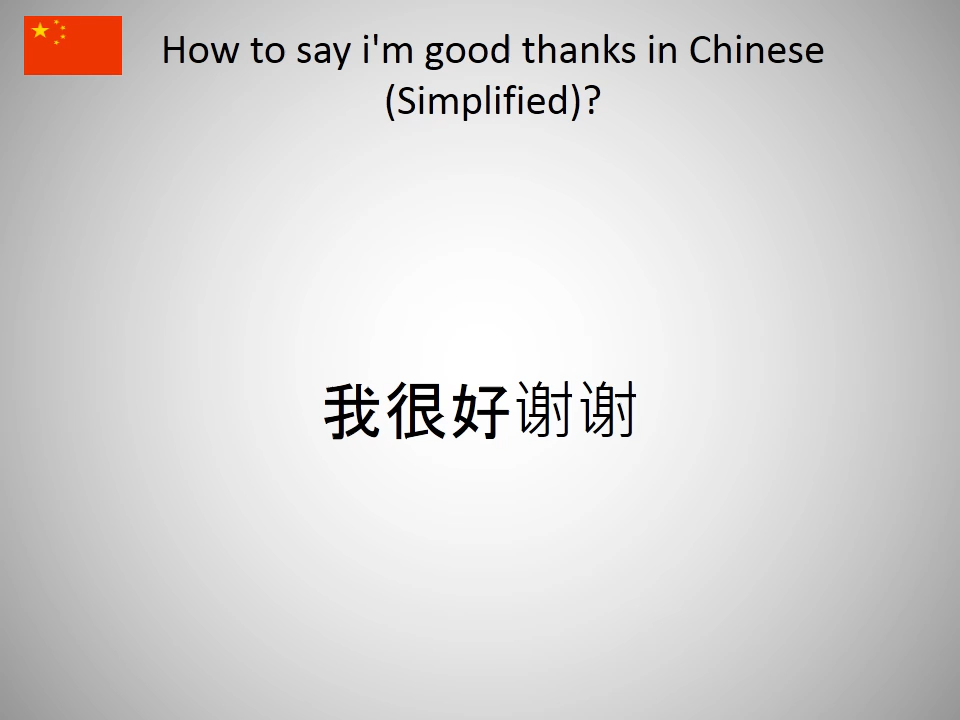 How to say i'm good thanks in Chinese
(Simplified)?
我很好谢谢